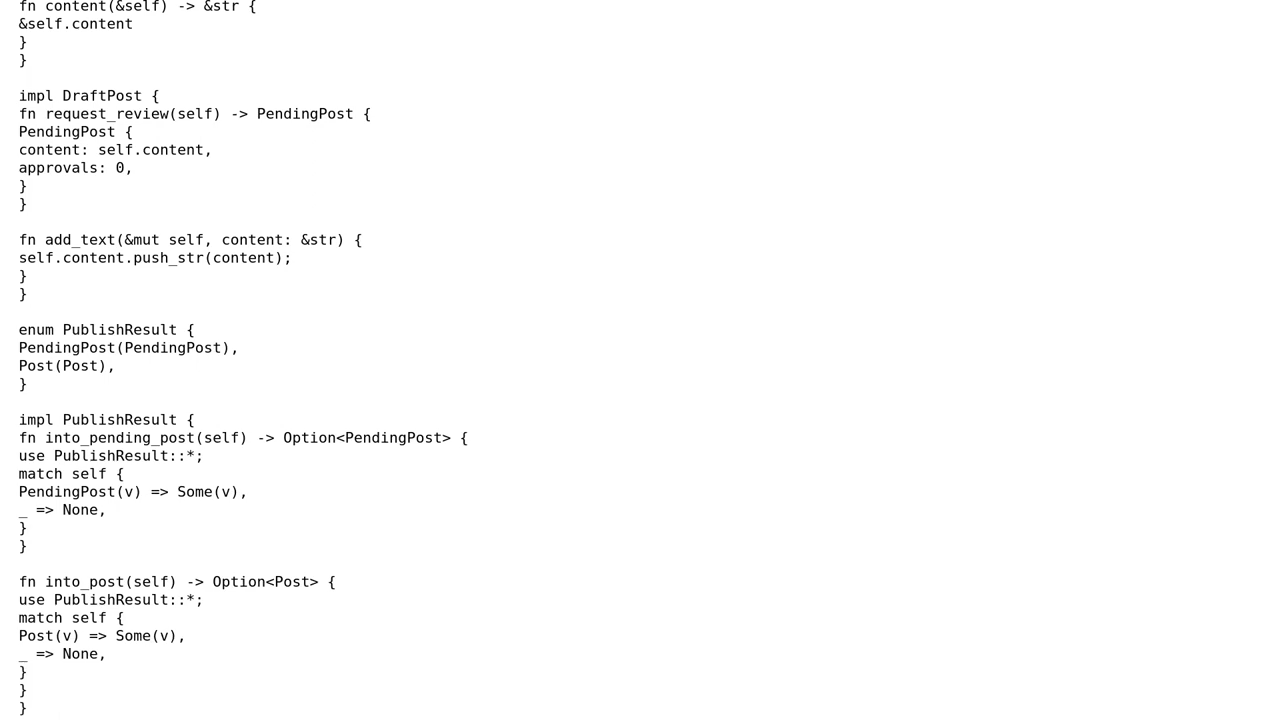 fn content(&self) -> &str {
&self.content
}
}

impl DraftPost {
fn request_review(self) -> PendingPost {
PendingPost {
content: self.content,
approvals: 0,
}
}

fn add_text(&mut self, content: &str) {
self.content.push_str(content);
}
}

enum PublishResult {
PendingPost(PendingPost),
Post(Post),
}

impl PublishResult {
fn into_pending_post(self) -> Option<PendingPost> {
use PublishResult::*;
match self {
PendingPost(v) => Some(v),
_ => None,
}
}

fn into_post(self) -> Option<Post> {
use PublishResult::*;
match self {
Post(v) => Some(v),
_ => None,
}
}
}